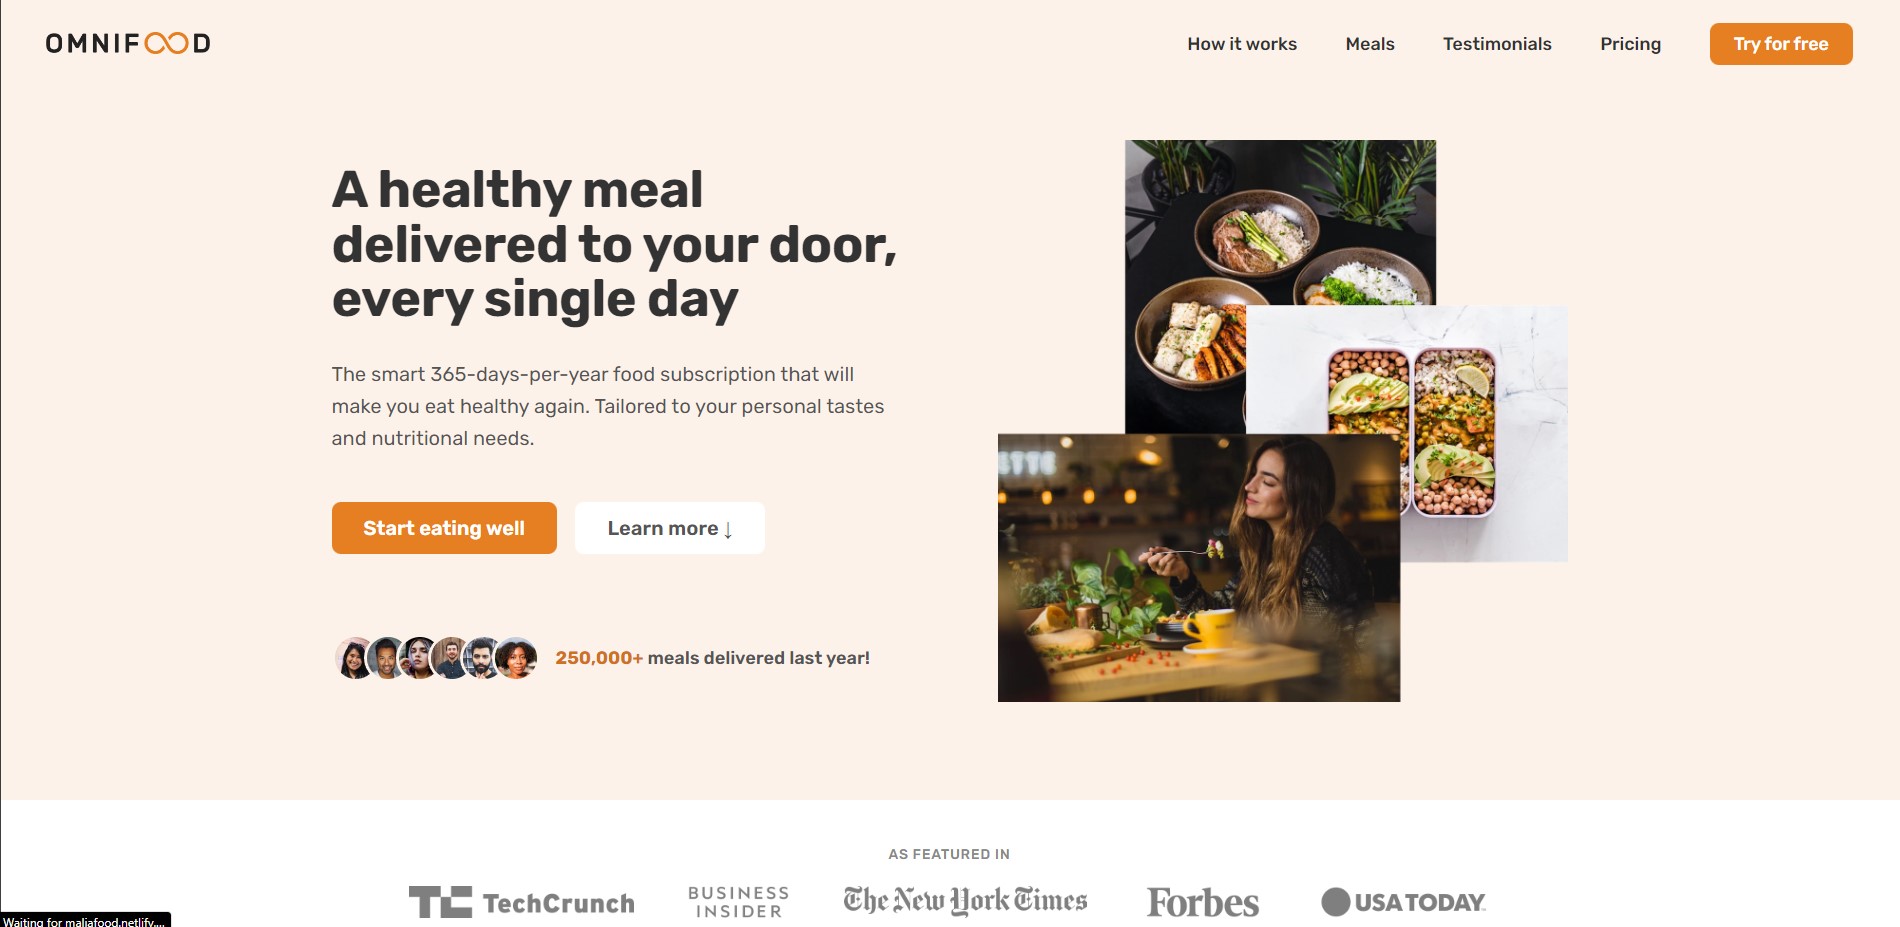 OMNIFOOD
How it works Meals Testimonials Pricing Try for free
A healthy meal
delivered to your door,
every single day
The smart 365-days-per-year food subscription that will
make you eat healthy again. Tailored to your personal tastes
and nutritional needs.
Start eating well Learn more ↓
250,000+ meals delivered last year!
AS FEATURED IN
TC TechCrunch
BUSINESS
INSIDER
The New York Times
Forbes
USA TODAY
Waiting for maliafood.netlify....